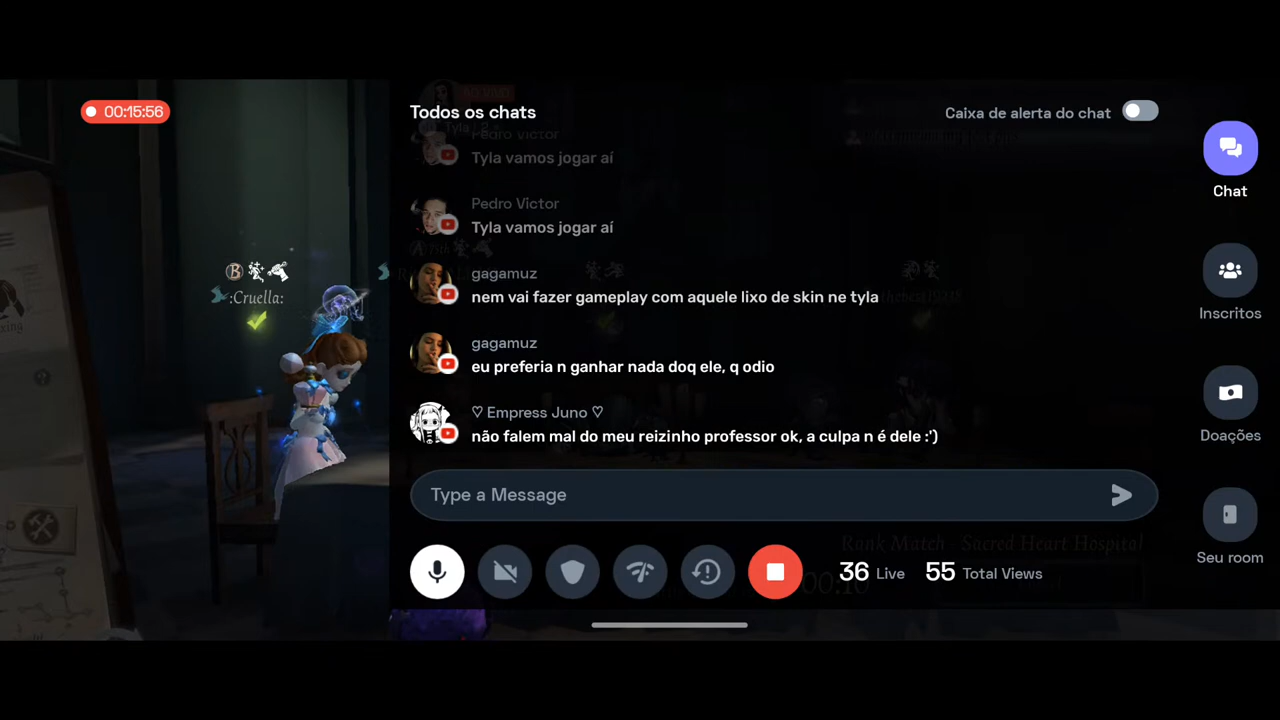 00:15:56
Todos os chats
Caixa de alerta do chat
Pedro Victor
Tyla vamos jogar aí
Pedro Victor
Tyla vamos jogar aí
gagamuz
nem vai fazer gameplay com aquele lixo de skin ne tyla
gagamuz
eu preferia n ganhar nada doq ele, q odio
♡ Empress Juno ♡
não falem mal do meu reizinho professor ok, a culpa n é dele :')
Type a Message
36 Live 55 Total Views
Chat
Inscritos
Doações
Seu room
B
:Cruella:
Rank Match - Sacred Heart Hospital